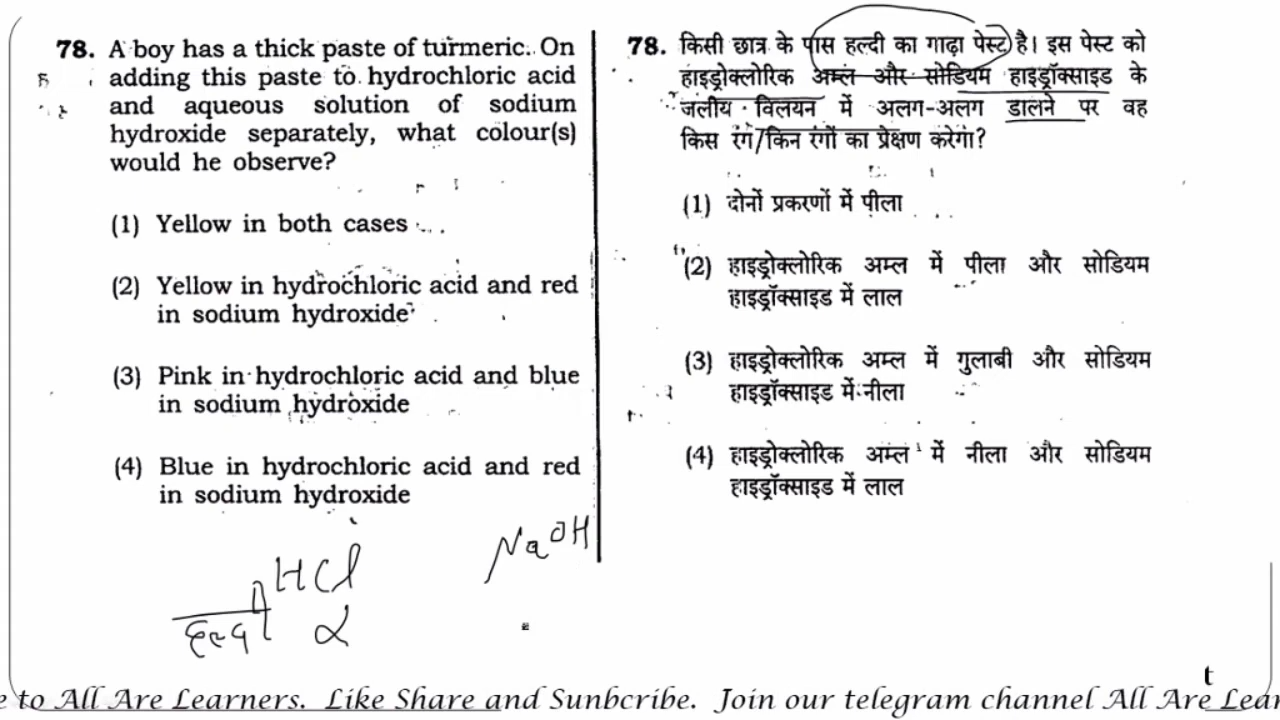 78. A boy has a thick paste of turmeric. On
adding this paste to hydrochloric acid
and aqueous solution of sodium
hydroxide separately, what colour(s)
would he observe?
(1) Yellow in both cases
(2) Yellow in hydrochloric acid and red
in sodium hydroxide
(3) Pink in hydrochloric acid and blue
in sodium hydroxide
(4) Blue in hydrochloric acid and red
in sodium hydroxide
78. किसी छात्र के पास हल्दी का गाढ़ा पेस्ट है। इस पेस्ट को
हाइड्रोक्लोरिक अम्ल और सोडियम हाइड्रॉक्साइड के
जलीय विलयन में अलग-अलग डालने पर वह
किस रंग/किन रंगों का प्रेक्षण करेगा?
(1) दोनों प्रकरणों में पीला
(2) हाइड्रोक्लोरिक अम्ल में पीला और सोडियम
हाइड्रॉक्साइड में लाल
(3) हाइड्रोक्लोरिक अम्ल में गुलाबी और सोडियम
हाइड्रॉक्साइड में नीला
(4) हाइड्रोक्लोरिक अम्ल में नीला और सोडियम
हाइड्रॉक्साइड में लाल
HCl
NaOH
हल्दी
t
e to All Are Learners. Like Share and Sunbcribe. Join our telegram channel All Are Lear